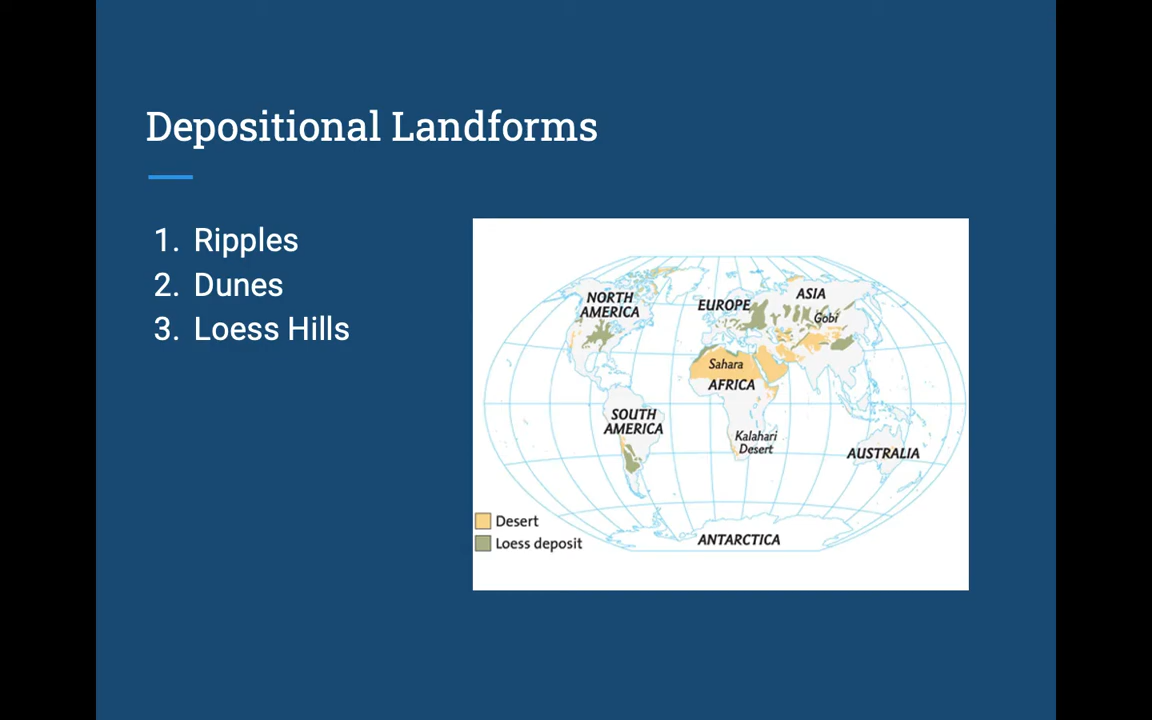 Depositional Landforms
1. Ripples
2. Dunes
3. Loess Hills
NORTH
AMERICA
EUROPE
ASIA
Gobi
Sahara
AFRICA
SOUTH
AMERICA
Kalahari
Desert
AUSTRALIA
Desert
Loess deposit
ANTARCTICA